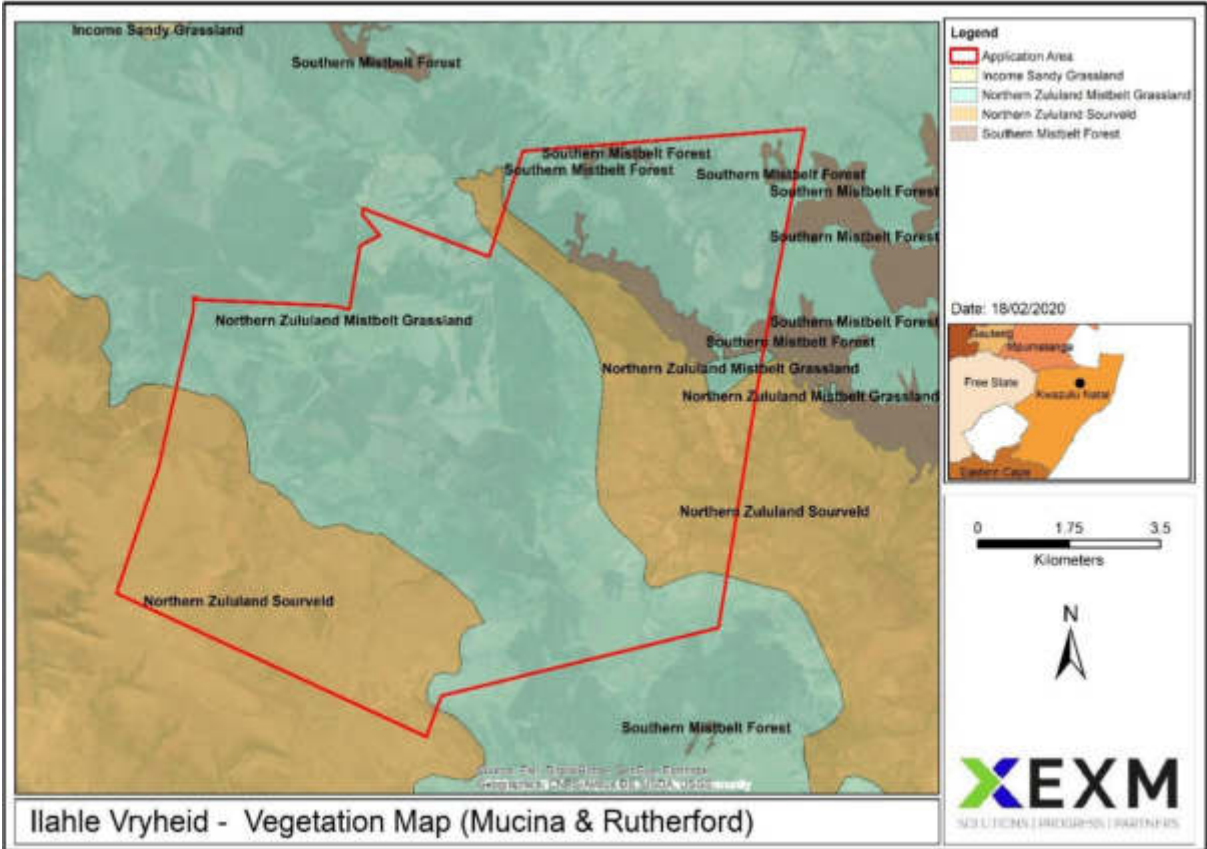 Income Sandy Grassland
Southern Mistbelt Forest
Southern Mistbelt Forest
Southern Mistbelt Forest
Southern Mistbelt Forest
Southern Mistbelt Forest
Southern Mistbelt Forest
Northern Zululand Mistbelt Grassland
Southern Mistbelt Forest
Southern Mistbelt Forest
Northern Zululand Mistbelt Grassland
Northern Zululand Mistbelt Grassland
Northern Zululand Sourveld
Northern Zululand Sourveld
Southern Mistbelt Forest
Ilahle Vryheid - Vegetation Map (Mucina & Rutherford)
Legend
Application Area
Income Sandy Grassland
Northern Zululand Mistbelt Grassland
Northern Zululand Sourveld
Southern Mistbelt Forest
Date: 18/02/2020
Gauteng
Mpumalanga
Free State
Kwazulu Natal
Eastern Cape
0 1.75 3.5
Kilometers
N
EXM
SOLUTIONS | PROGRESS | PARTNERS